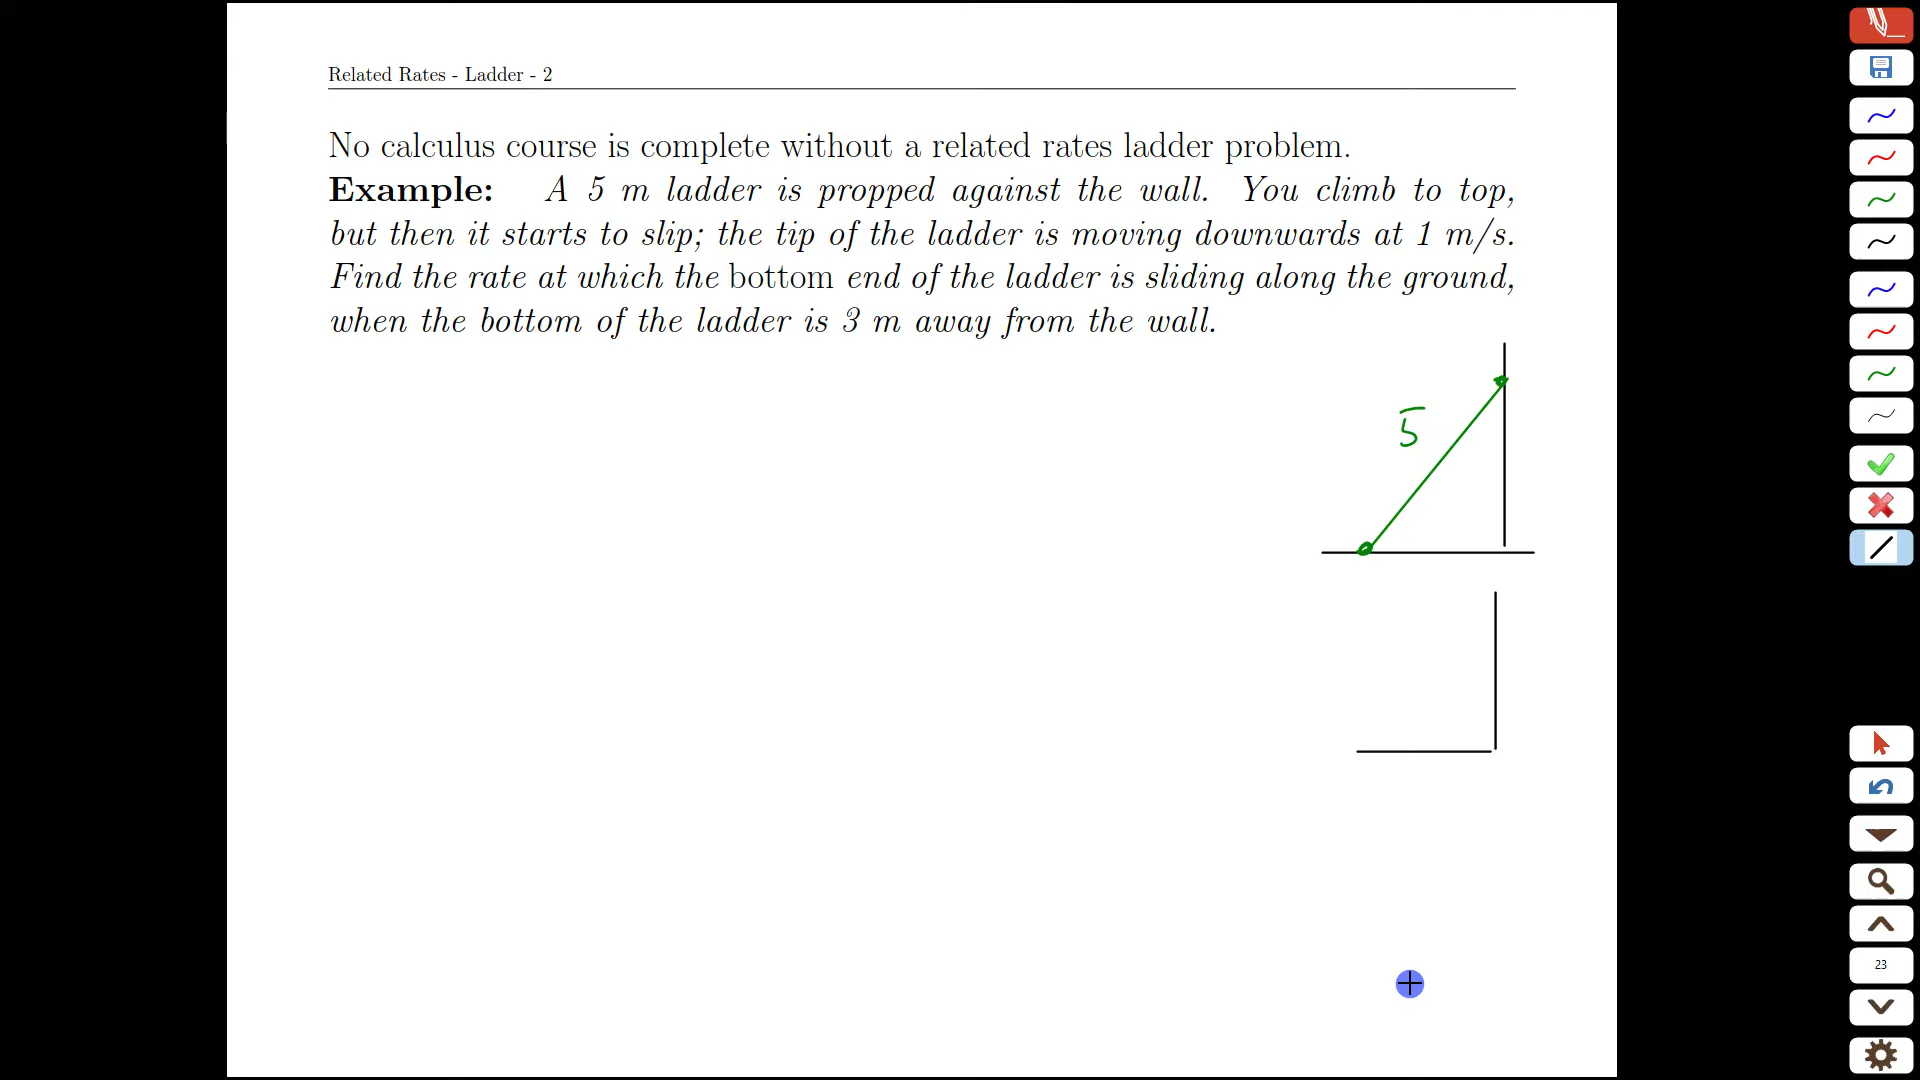 Related Rates - Ladder - 2
No calculus course is complete without a related rates ladder problem.
Example: A 5 m ladder is propped against the wall. You climb to top,
but then it starts to slip; the tip of the ladder is moving downwards at 1 m/s.
Find the rate at which the bottom end of the ladder is sliding along the ground,
when the bottom of the ladder is 3 m away from the wall.
5
23